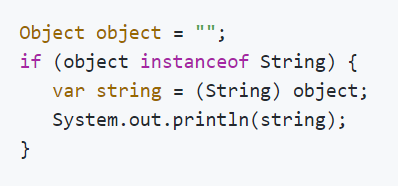 Object object = "";
if (object instanceof String) {
   var string = (String) object;
   System.out.println(string);
}